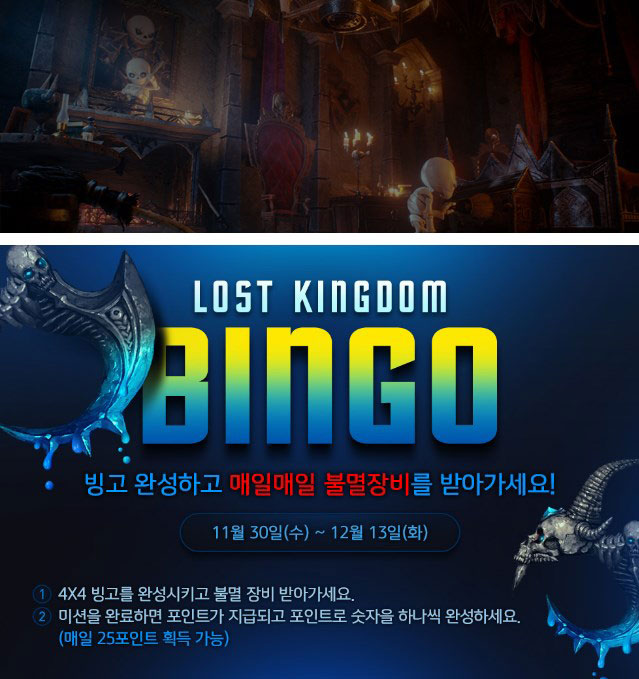 LOST KINGDOM
BINGO
빙고 완성하고 매일매일 불멸장비를 받아가세요!
11월 30일(수) ~ 12월 13일(화)
1 4X4 빙고를 완성시키고 불멸 장비 받아가세요.
2 미션을 완료하면 포인트가 지급되고 포인트로 숫자을 하나씩 완성하세요.
(매일 25포인트 획득 가능)